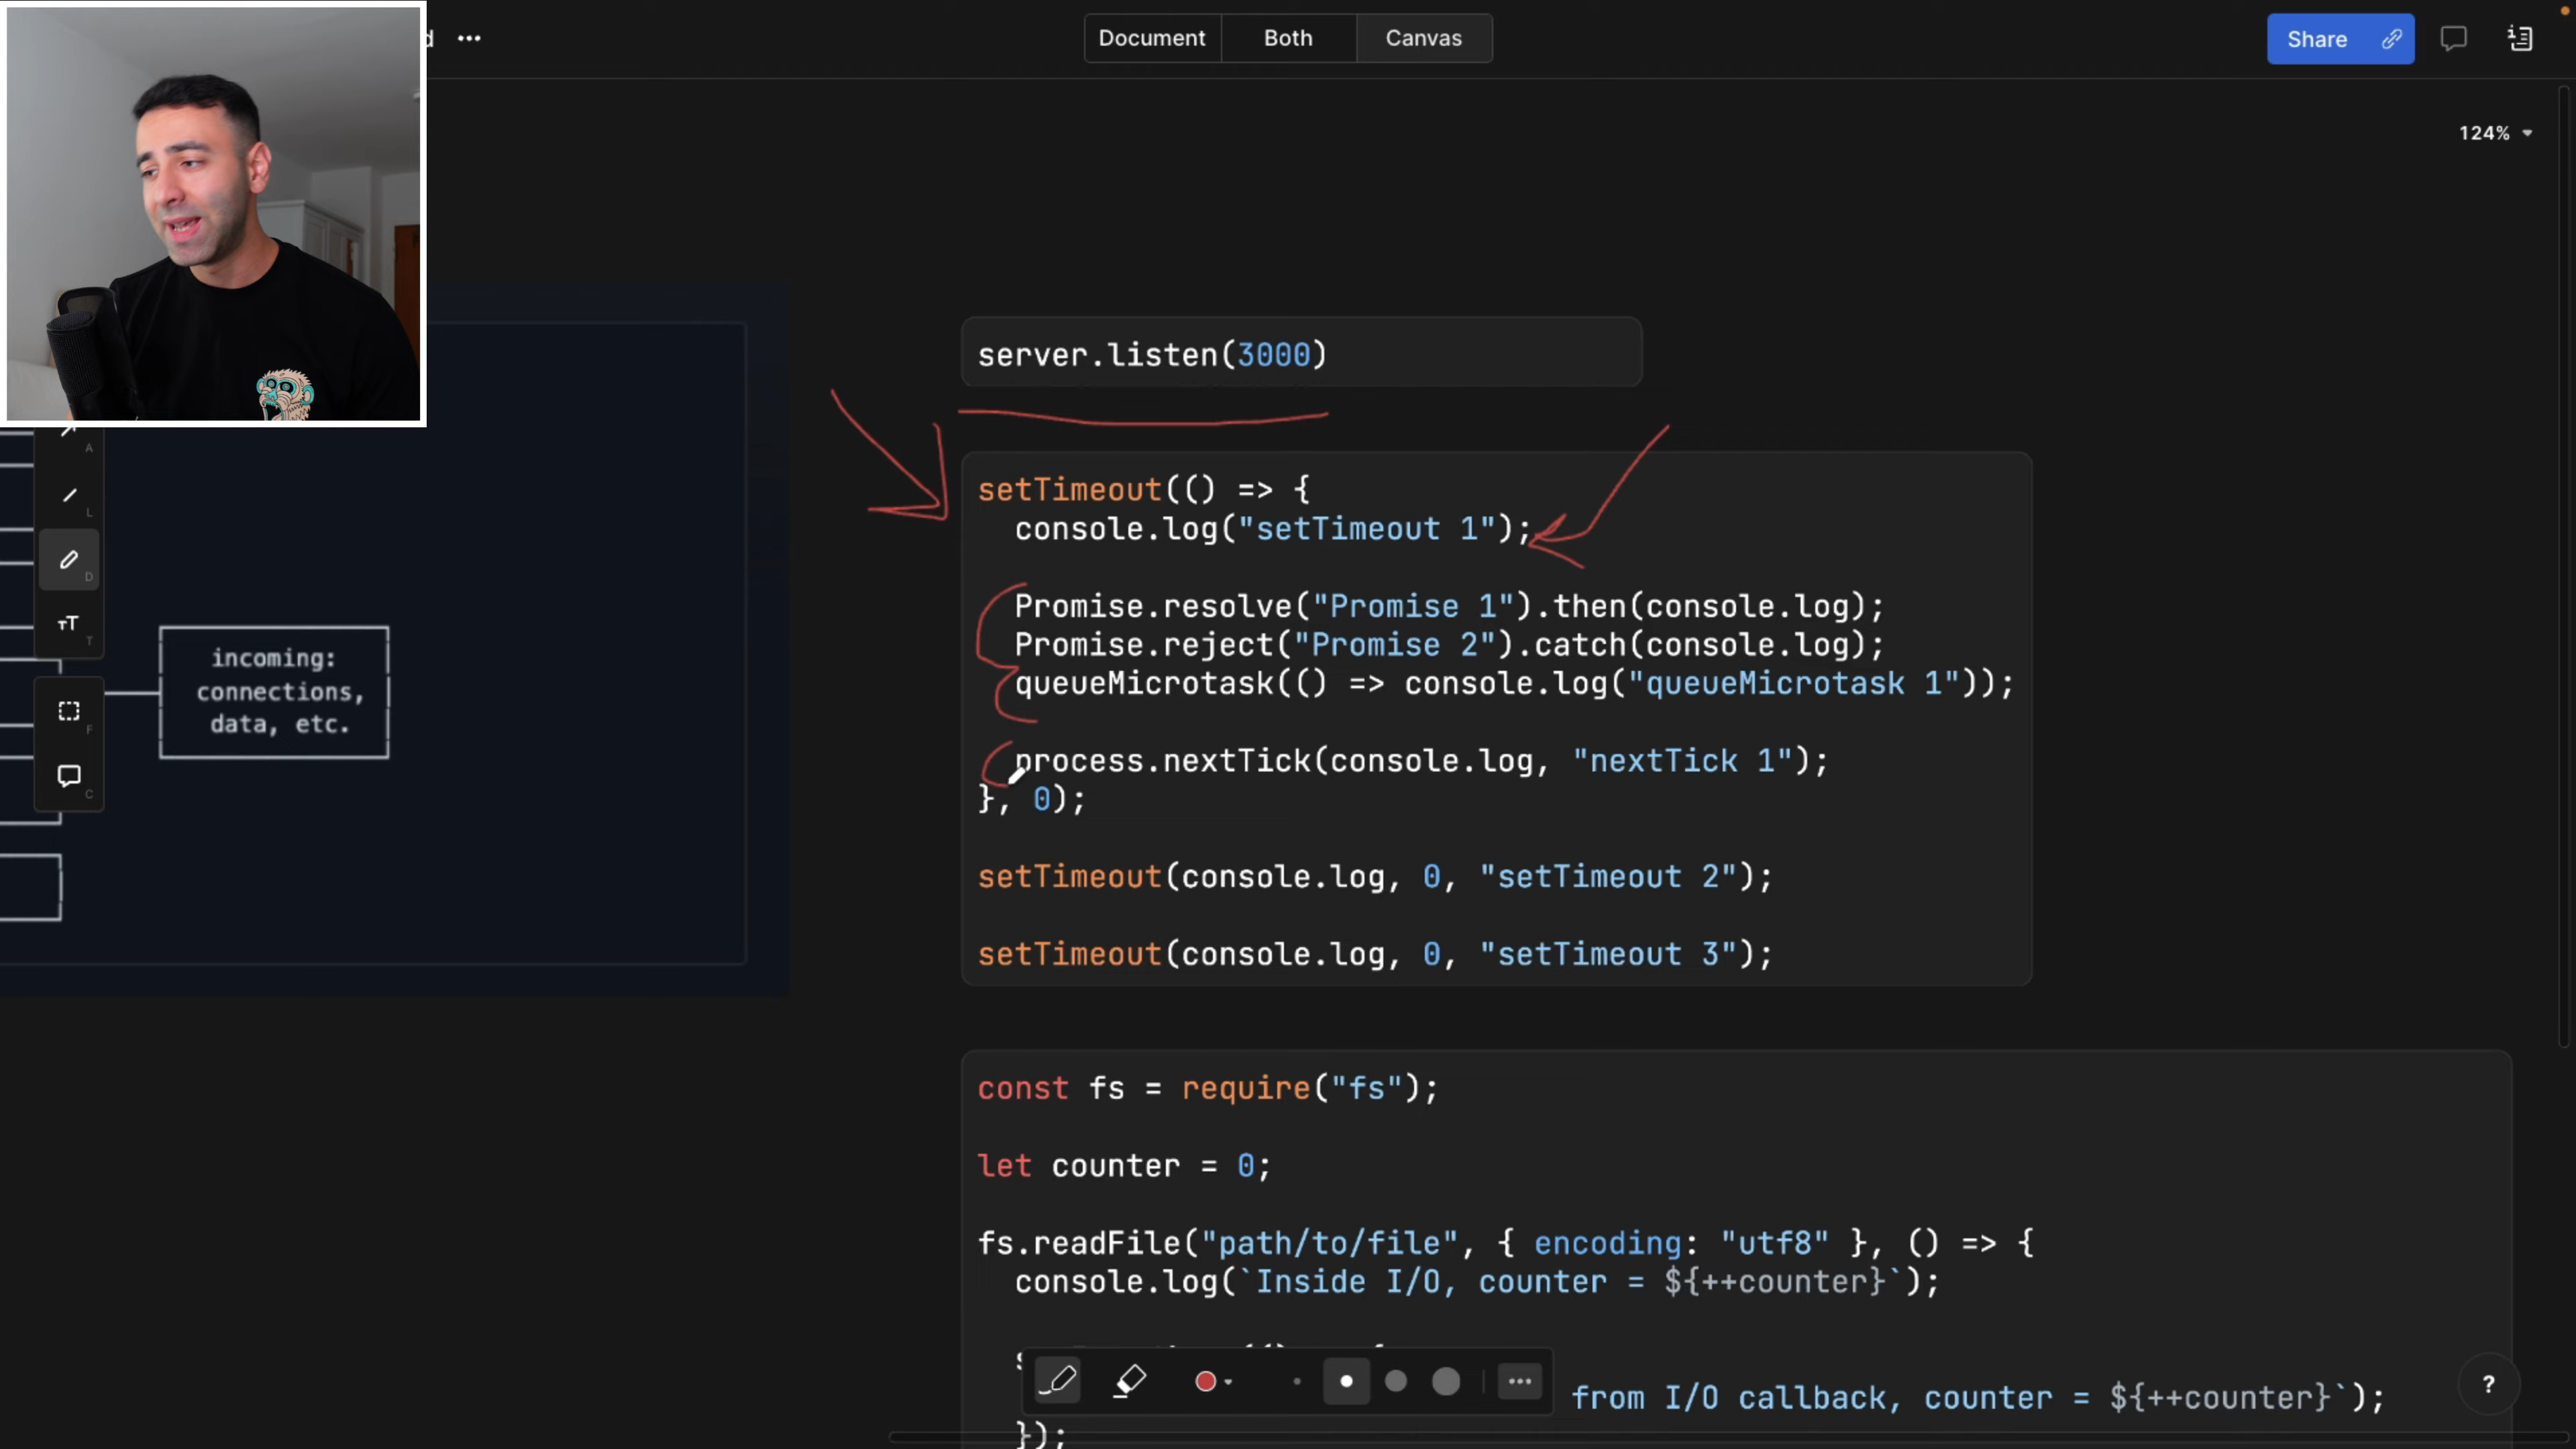 d ...
Document Both Canvas
Share
124%
A
L
D
T
F
C
incoming:
connections,
data, etc.
server.listen(3000)
setTimeout(() => {
console.log("setTimeout 1");
Promise.resolve("Promise 1").then(console.log);
Promise.reject("Promise 2").catch(console.log);
queueMicrotask(() => console.log("queueMicrotask 1"));
process.nextTick(console.log, "nextTick 1");
}, 0);
setTimeout(console.log, 0, "setTimeout 2");
setTimeout(console.log, 0, "setTimeout 3");
const fs = require("fs");
let counter = 0;
fs.readFile("path/to/file", { encoding: "utf8" }, () => {
console.log(`Inside I/O, counter = ${++counter}`);
from I/O callback, counter = ${++counter}`);
});
?